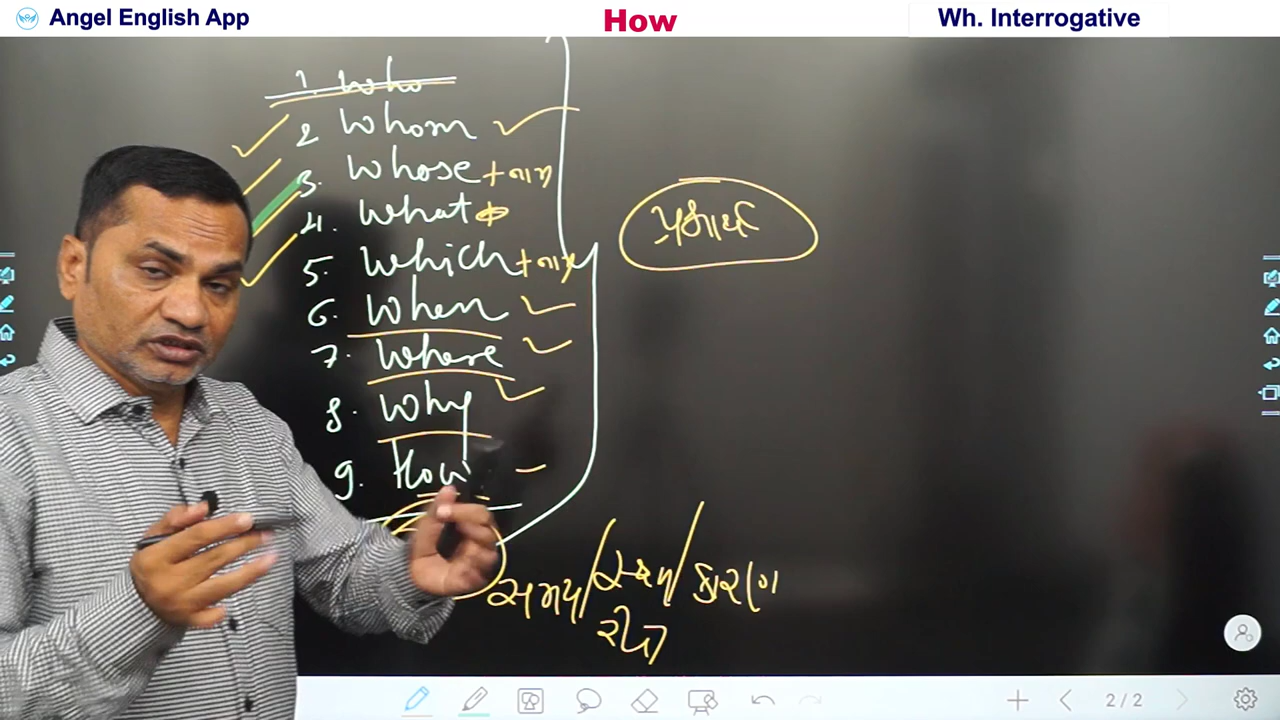 Angel English App
How
Wh. Interrogative
1. Who
2 Whom
3. Whose + નામ
4. What
5. Which + નામ
6. When
7. Where
8. Why
9. How
પ્રશ્નાર્થ
સમય / સ્થળ / કારણ
રીત
2/2